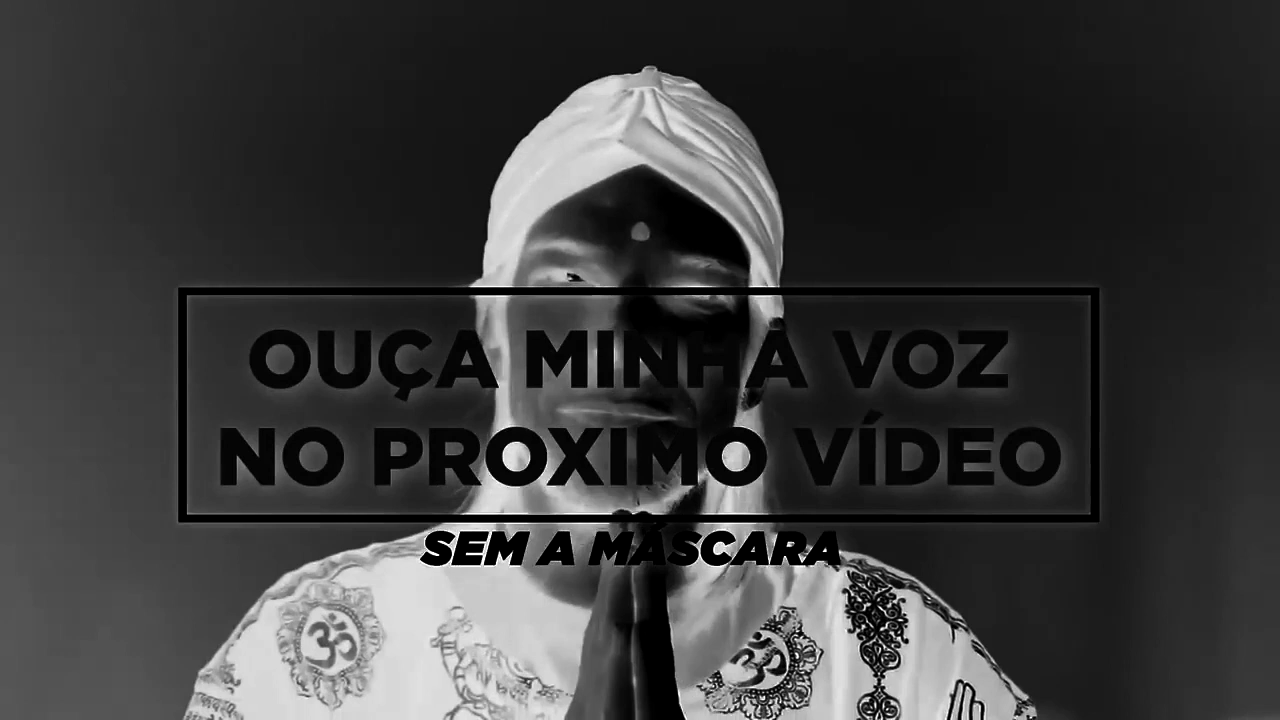 OUÇA MINHA VOZ
NO PROXIMO VÍDEO
SEM A MÁSCARA
ॐ
ॐ